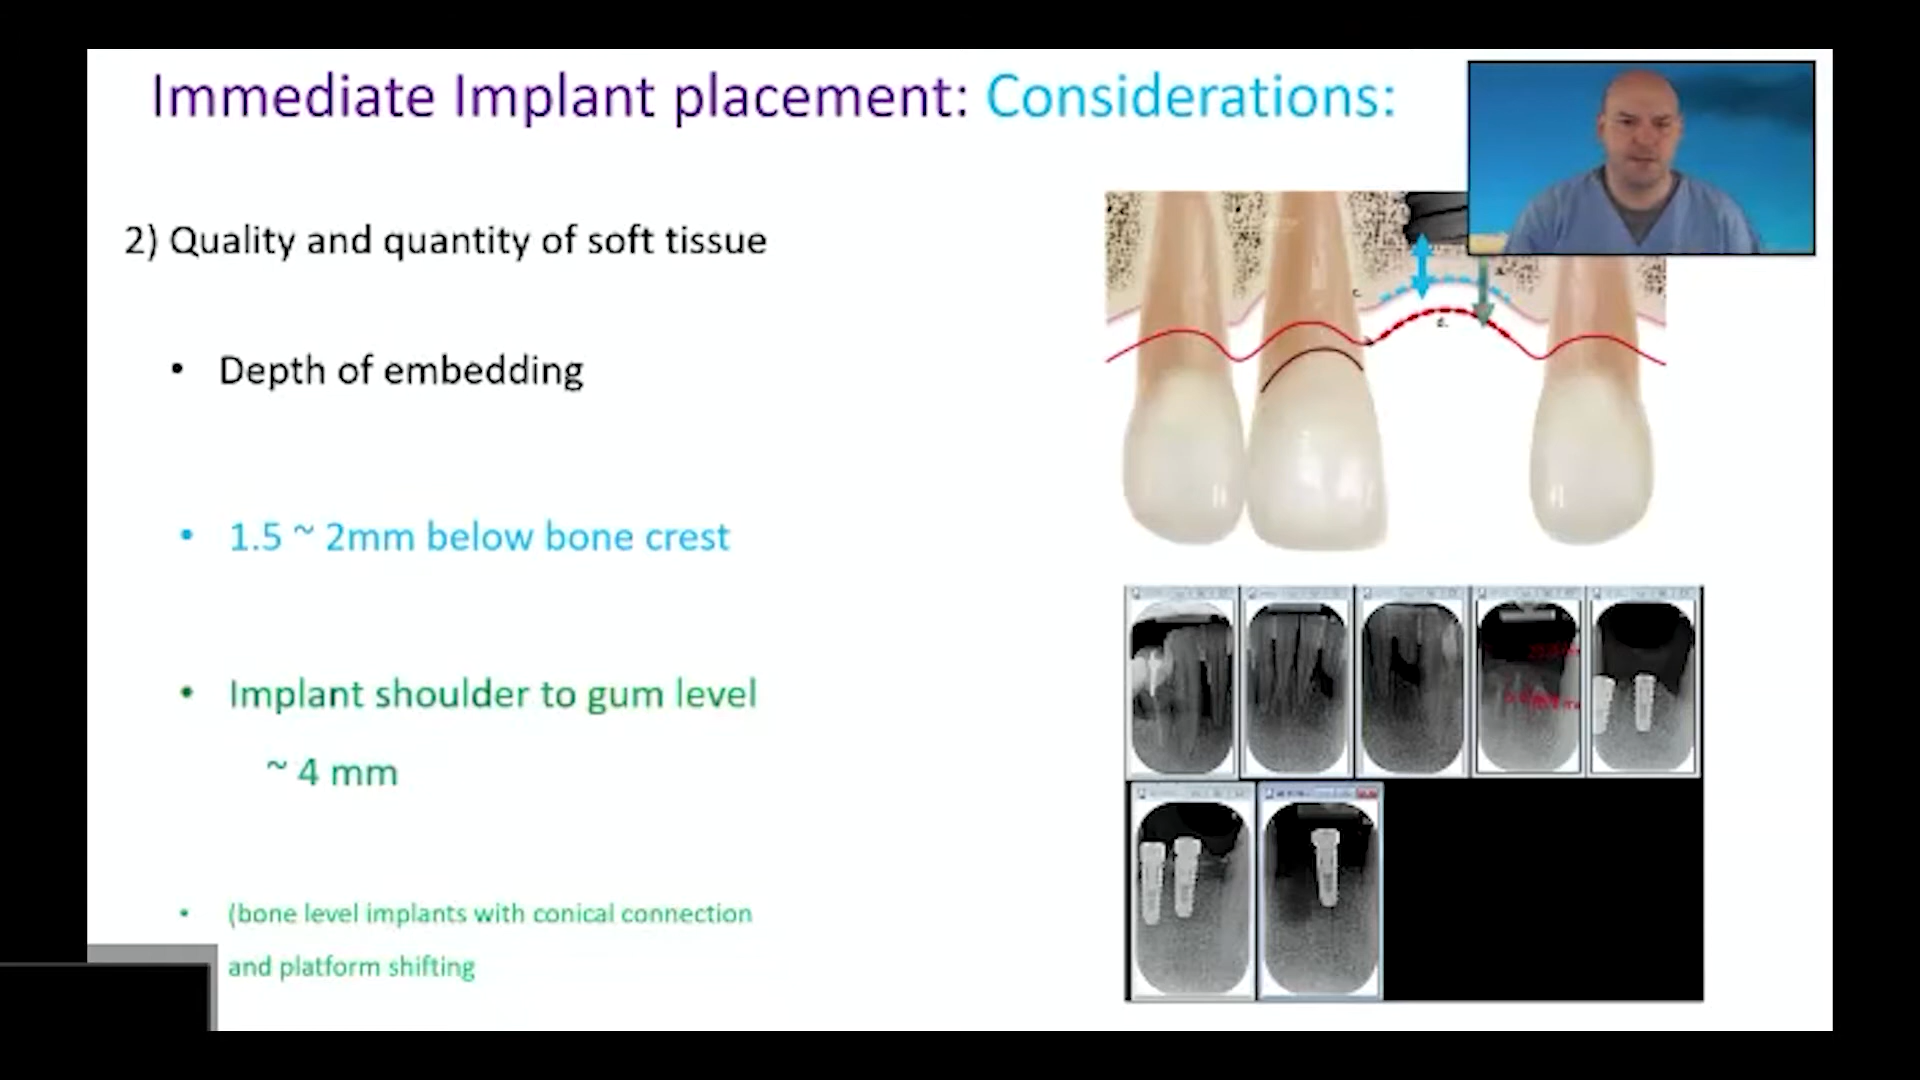 Immediate Implant placement: Considerations:
2) Quality and quantity of soft tissue
• Depth of embedding
• 1.5 ~ 2mm below bone crest
• Implant shoulder to gum level
~ 4 mm
• (bone level implants with conical connection
and platform shifting
c.
d.